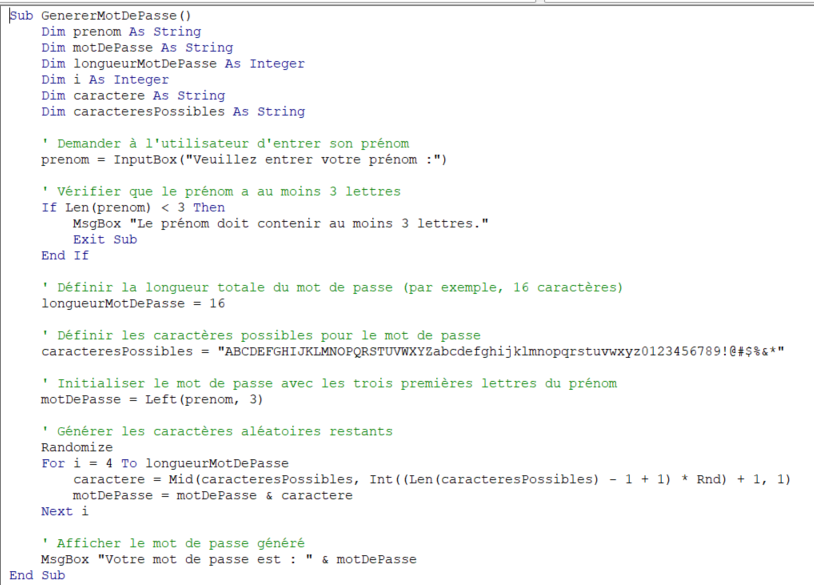 Sub GenererMotDePasse()
Dim prenom As String
Dim motDePasse As String
Dim longueurMotDePasse As Integer
Dim i As Integer
Dim caractere As String
Dim caracteresPossibles As String
' Demander à l'utilisateur d'entrer son prénom
prenom = InputBox("Veuillez entrer votre prénom :")
' Vérifier que le prénom a au moins 3 lettres
If Len(prenom) < 3 Then
MsgBox "Le prénom doit contenir au moins 3 lettres."
Exit Sub
End If
' Définir la longueur totale du mot de passe (par exemple, 16 caractères)
longueurMotDePasse = 16
' Définir les caractères possibles pour le mot de passe
caracteresPossibles = "ABCDEFGHIJKLMNOPQRSTUVWXYZabcdefghijklmnopqrstuvwxyz0123456789!@#$%&*"
' Initialiser le mot de passe avec les trois premières lettres du prénom
motDePasse = Left(prenom, 3)
' Générer les caractères aléatoires restants
Randomize
For i = 4 To longueurMotDePasse
caractere = Mid(caracteresPossibles, Int((Len(caracteresPossibles) - 1 + 1) * Rnd) + 1, 1)
motDePasse = motDePasse & caractere
Next i
' Afficher le mot de passe généré
MsgBox "Votre mot de passe est : " & motDePasse
End Sub